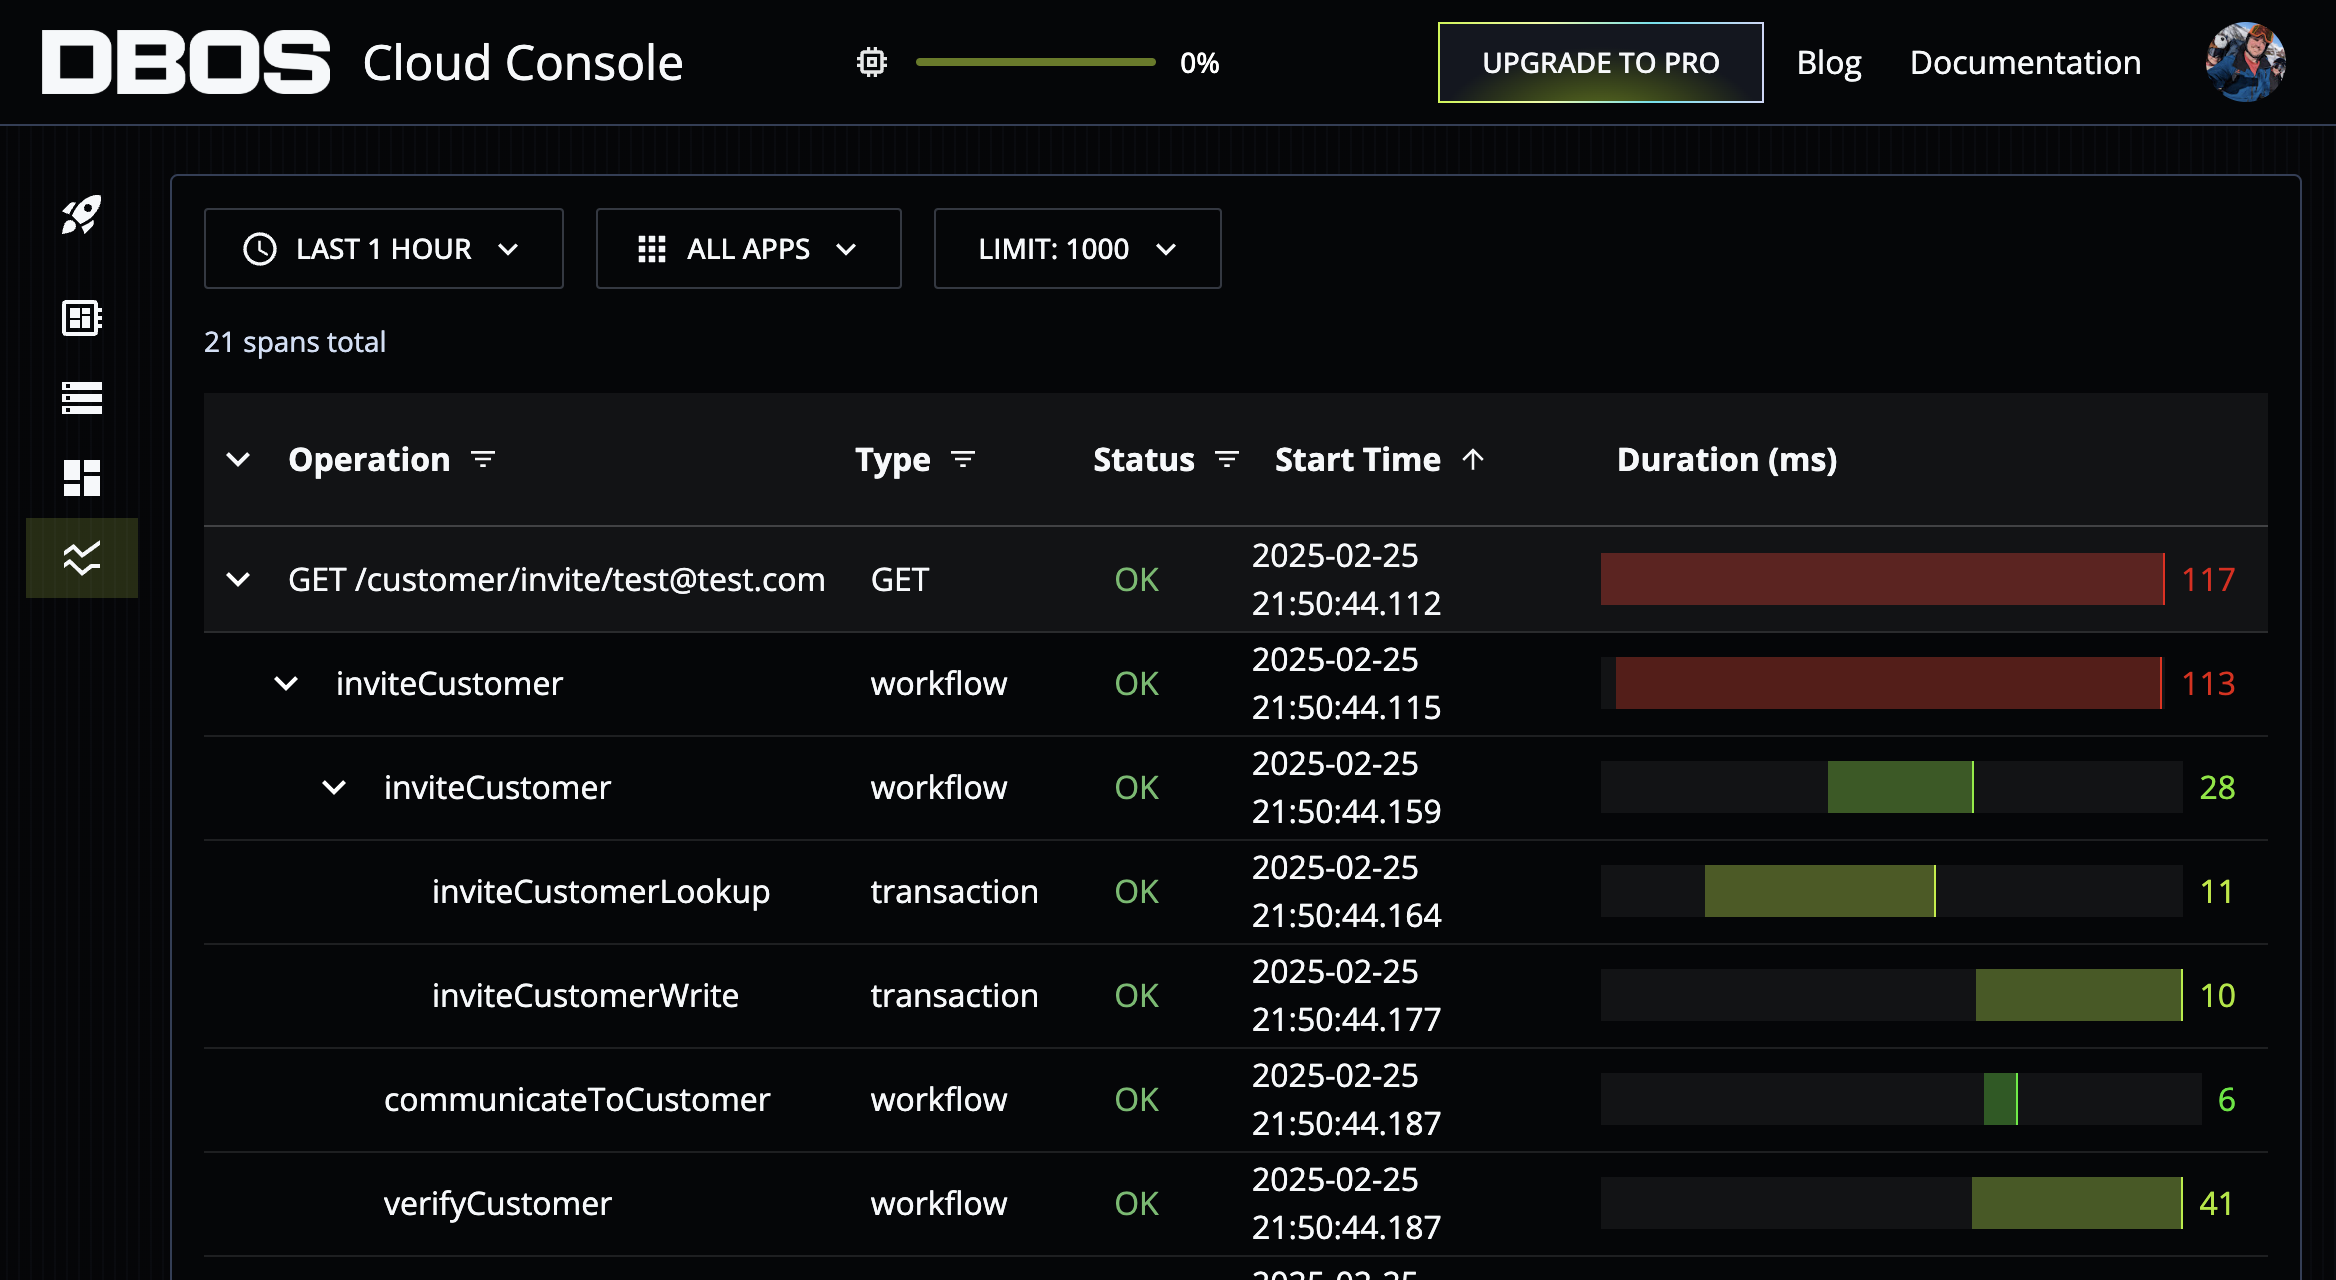 DBOS Cloud Console 0% UPGRADE TO PRO Blog Documentation
LAST 1 HOUR ALL APPS LIMIT: 1000
21 spans total
Operation Type Status Start Time Duration (ms)
GET /customer/invite/test@test.com GET OK 2025-02-25 21:50:44.112 117
inviteCustomer workflow OK 2025-02-25 21:50:44.115 113
inviteCustomer workflow OK 2025-02-25 21:50:44.159 28
inviteCustomerLookup transaction OK 2025-02-25 21:50:44.164 11
inviteCustomerWrite transaction OK 2025-02-25 21:50:44.177 10
communicateToCustomer workflow OK 2025-02-25 21:50:44.187 6
verifyCustomer workflow OK 2025-02-25 21:50:44.187 41